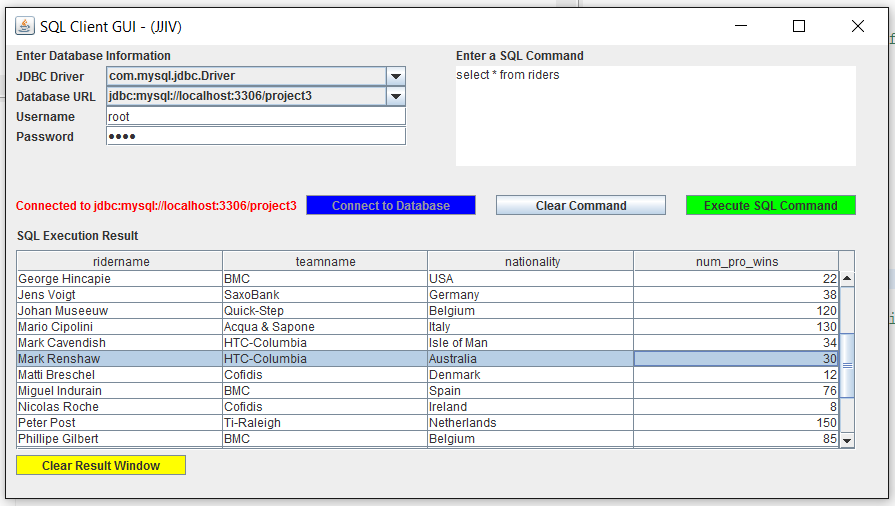 SQL Client GUI - (JJIV)
Enter Database Information
Enter a SQL Command
JDBC Driver com.mysql.jdbc.Driver
select * from riders
Database URL jdbc:mysql://localhost:3306/project3
Username root
Password ●●●●
Connected to jdbc:mysql://localhost:3306/project3 Connect to Database Clear Command Execute SQL Command
SQL Execution Result
ridername teamname nationality num_pro_wins
George Hincapie BMC USA 22
Jens Voigt SaxoBank Germany 38
Johan Museeuw Quick-Step Belgium 120
Mario Cipolini Acqua & Sapone Italy 130
Mark Cavendish HTC-Columbia Isle of Man 34
Mark Renshaw HTC-Columbia Australia 30
Matti Breschel Cofidis Denmark 12
Miguel Indurain BMC Spain 76
Nicolas Roche Cofidis Ireland 8
Peter Post Ti-Raleigh Netherlands 150
Phillipe Gilbert BMC Belgium 85
Clear Result Window